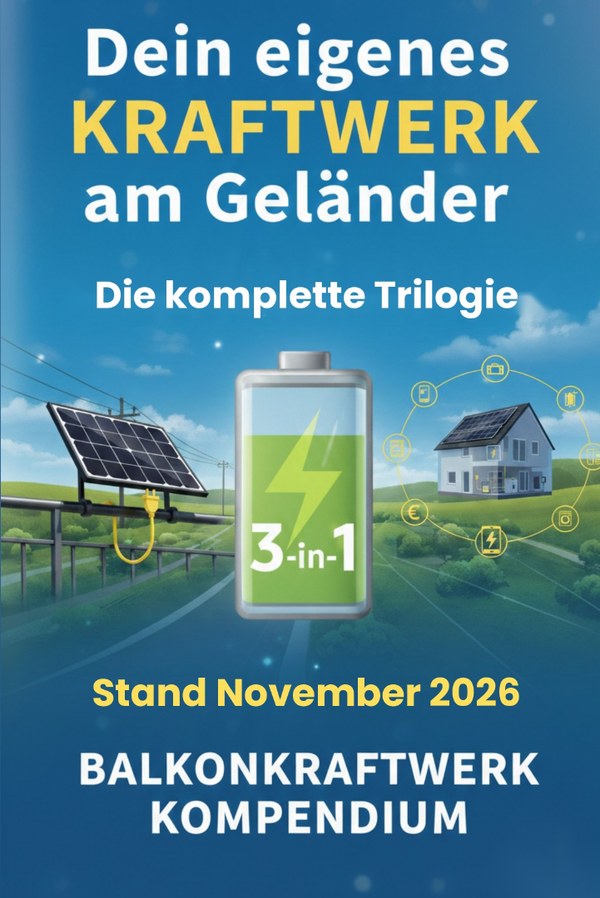 Dein eigenes
KRAFTWERK
am Geländer
Die komplette Trilogie
€
3-in-1
Stand November 2026
BALKONKRAFTWERK
KOMPENDIUM